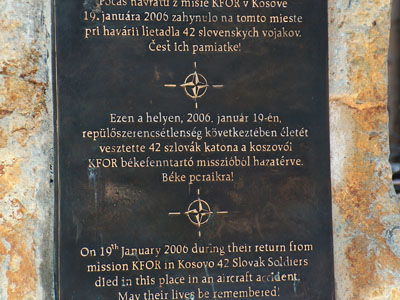 Počas návratu z misie KFOR v Kosove
19. januára 2006 zahynulo na tomto mieste
pri havárii lietadla 42 slovenských vojakov.
Česť ich pamiatke!
Ezen a helyen, 2006. január 19-én,
repülőszerencsétlenség következtében életét
vesztette 42 szlovák katona a koszovói
KFOR békefenntartó misszióból hazatérve.
Béke poraikra!
On 19th January 2006 during their return from
mission KFOR in Kosovo 42 Slovak Soldiers
died in this place in an aircraft accident.
May their lives be remembered!